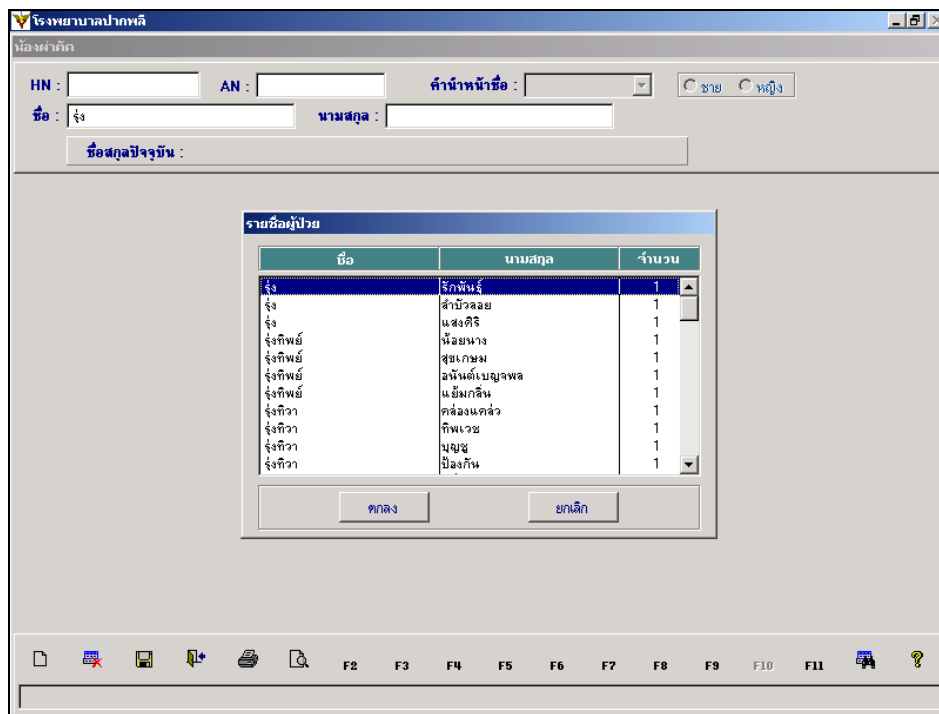 โรงพยาบาลปากพลี
ห้องผ่าตัด
HN : AN : คำนำหน้าชื่อ : ชาย หญิง
ชื่อ : รุ่ง นามสกุล :
ชื่อสกุลปัจจุบัน :
รายชื่อผู้ป่วย
ชื่อ นามสกุล จำนวน
รุ่ง รักพันธุ์ 1
รุ่ง ลำบัวลอย 1
รุ่ง แสงศิริ 1
รุ่งทิพย์ น้อยนาง 1
รุ่งทิพย์ สุขเกษม 1
รุ่งทิพย์ อนันต์เบญจพล 1
รุ่งทิพย์ แย้มกลิ่น 1
รุ่งทิวา คล่องแคล่ว 1
รุ่งทิวา ทิพเวช 1
รุ่งทิวา บุญชู 1
รุ่งทิวา ป้องกัน 1
ตกลง ยกเลิก
F2 F3 F4 F5 F6 F7 F8 F9 F10 F11